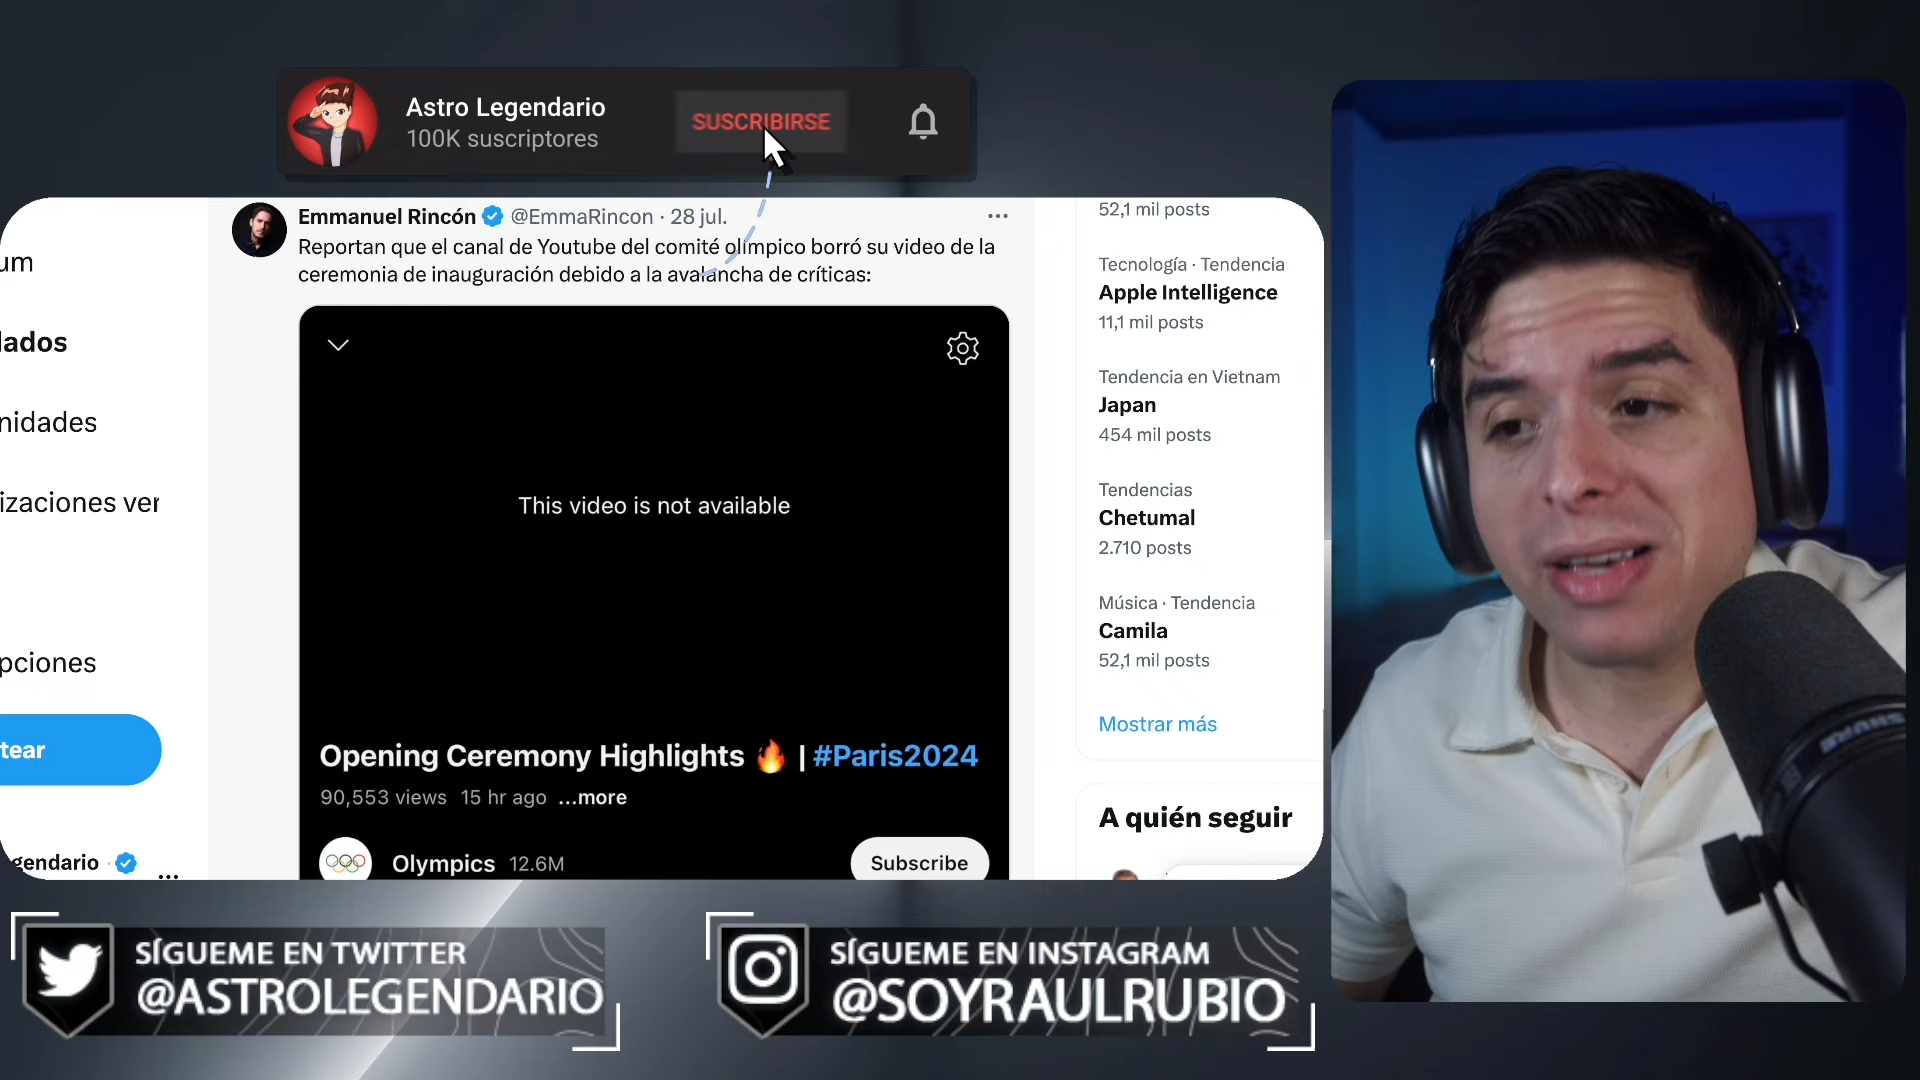 Astro Legendario
100K suscriptores
SUSCRIBIRSE
um
lados
nidades
izaciones ver
pciones
tear
gendario
Emmanuel Rincón @EmmaRincon · 28 jul.
Reportan que el canal de Youtube del comité olímpico borró su video de la
ceremonia de inauguración debido a la avalancha de críticas:
This video is not available
Opening Ceremony Highlights 🔥 | #Paris2024
90,553 views 15 hr ago ...more
Olympics 12.6M
Subscribe
52,1 mil posts
Tecnología · Tendencia
Apple Intelligence
11,1 mil posts
Tendencia en Vietnam
Japan
454 mil posts
Tendencias
Chetumal
2.710 posts
Música · Tendencia
Camila
52,1 mil posts
Mostrar más
A quién seguir
SHURE
SÍGUEME EN TWITTER
@ASTROLEGENDARIO
SÍGUEME EN INSTAGRAM
@SOYRAULRUBIO